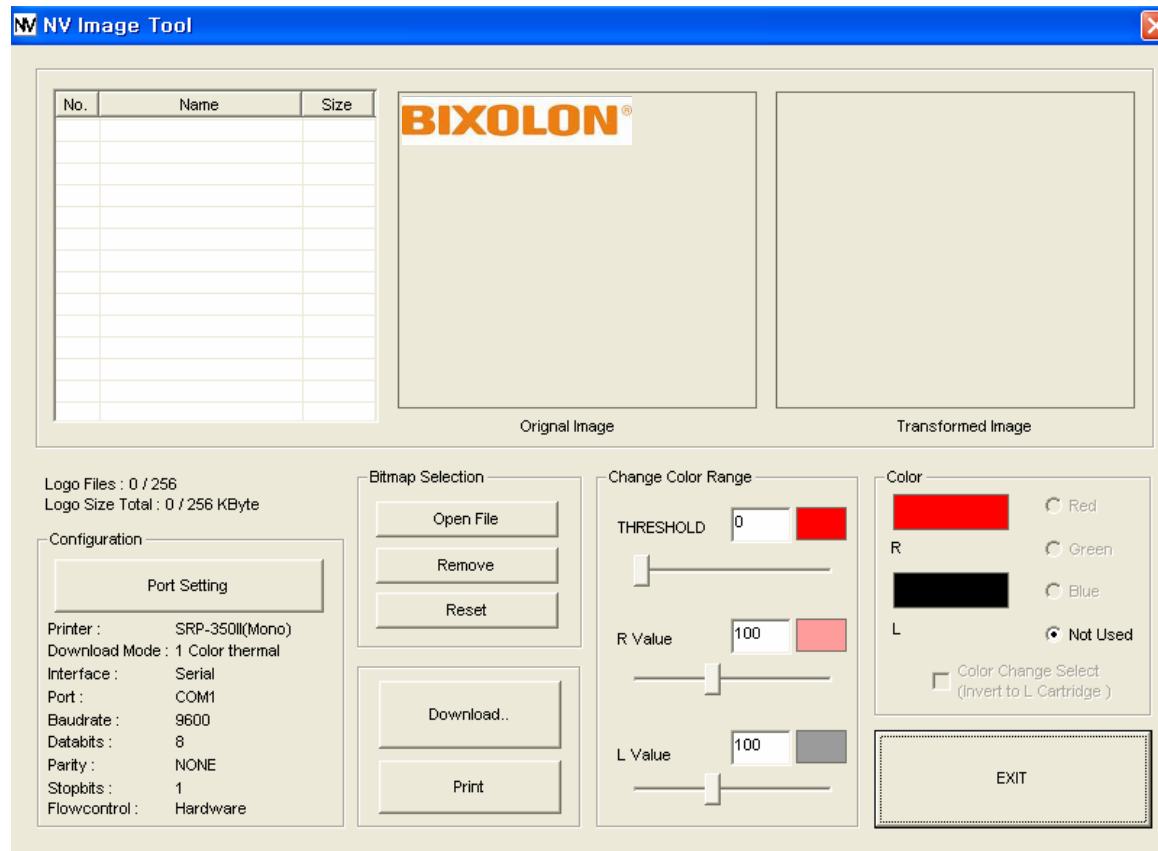 NV NV Image Tool
No. Name Size
BIXOLON®
Orignal Image
Transformed Image
Logo Files : 0 / 256
Logo Size Total : 0 / 256 KByte
Configuration
Port Setting
Printer : SRP-350II(Mono)
Download Mode : 1 Color thermal
Interface : Serial
Port : COM1
Baudrate : 9600
Databits : 8
Parity : NONE
Stopbits : 1
Flowcontrol : Hardware
Bitmap Selection
Open File
Remove
Reset
Download..
Print
Change Color Range
THRESHOLD 0
R Value 100
L Value 100
Color
R
L
Red
Green
Blue
Not Used
Color Change Select
(Invert to L Cartridge )
EXIT